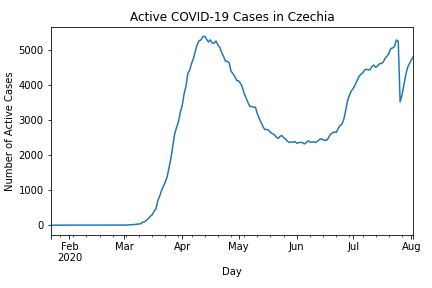 Active COVID-19 Cases in Czechia
Number of Active Cases
5000
4000
3000
2000
1000
0
Feb Mar Apr May Jun Jul Aug
2020
Day